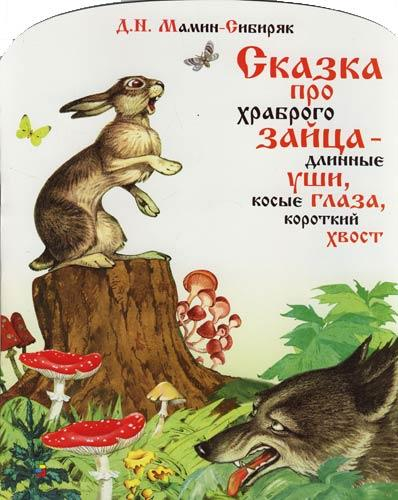 Д.Н. Мамин-Сибиряк
Сказка
про
храброго
зайца-
длинные
уши,
косые глаза,
короткий
хвост